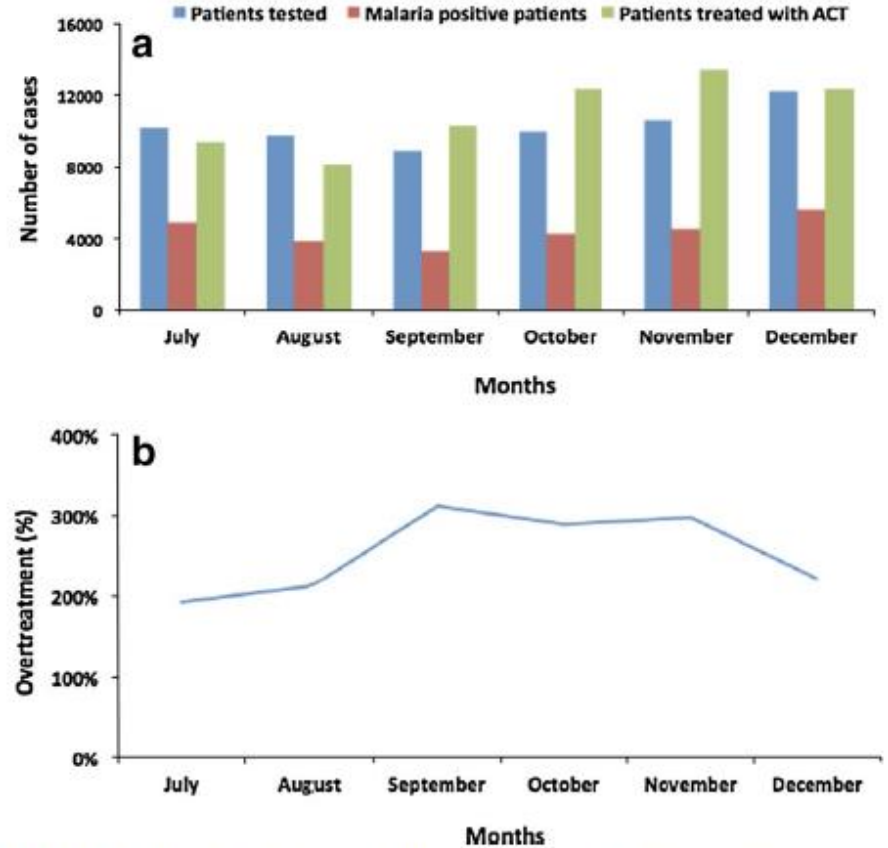 Patients tested Malaria positive patients Patients treated with ACT
a
16000
12000
8000
4000
0
Number of cases
July August September October November December
Months
b
400%
300%
200%
100%
0%
Overtreatment (%)
July August September October November December
Months